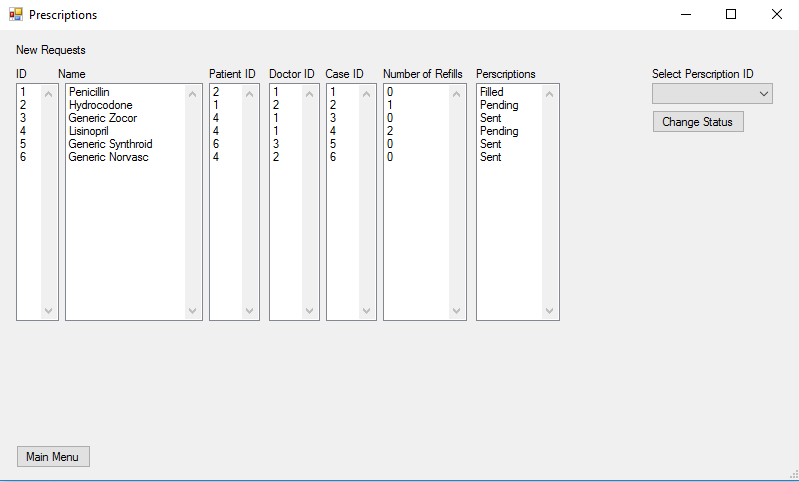 Prescriptions
New Requests
ID Name Patient ID Doctor ID Case ID Number of Refills Perscriptions Select Perscription ID
1 Penicillin 2 1 1 0 Filled
2 Hydrocodone 1 2 2 1 Pending
3 Generic Zocor 4 1 3 0 Sent
4 Lisinopril 4 1 4 2 Pending
5 Generic Synthroid 6 3 5 0 Sent
6 Generic Norvasc 4 2 6 0 Sent
Change Status
Main Menu